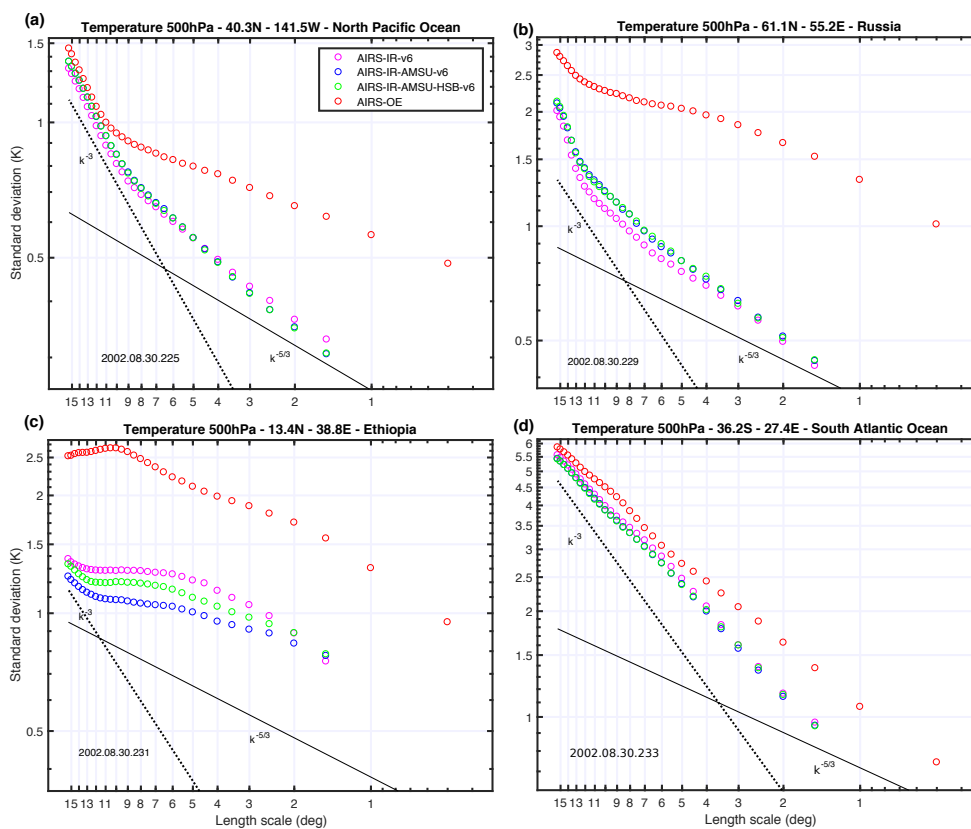 (a)
Temperature 500hPa - 40.3N - 141.5W - North Pacific Ocean
1.5
1
0.5
Standard deviation (K)
AIRS-IR-v6
AIRS-IR-AMSU-v6
AIRS-IR-AMSU-HSB-v6
AIRS-OE
k-3
k-5/3
2002.08.30.225
15 13 11 9 8 7 6 5 4 3 2 1
(b)
Temperature 500hPa - 61.1N - 55.2E - Russia
3
2.5
2
1.5
1
0.5
Standard deviation (K)
k-3
k-5/3
2002.08.30.229
15 13 11 9 8 7 6 5 4 3 2 1
(c)
Temperature 500hPa - 13.4N - 38.8E - Ethiopia
2.5
2
1.5
1
0.5
Standard deviation (K)
k-3
k-5/3
2002.08.30.231
15 13 11 9 8 7 6 5 4 3 2 1
Length scale (deg)
(d)
Temperature 500hPa - 36.2S - 27.4E - South Atlantic Ocean
5.5
5
4.5
4
3.5
3
2.5
2
1.5
1
Standard deviation (K)
k-3
k-5/3
2002.08.30.233
15 13 11 9 8 7 6 5 4 3 2 1
Length scale (deg)